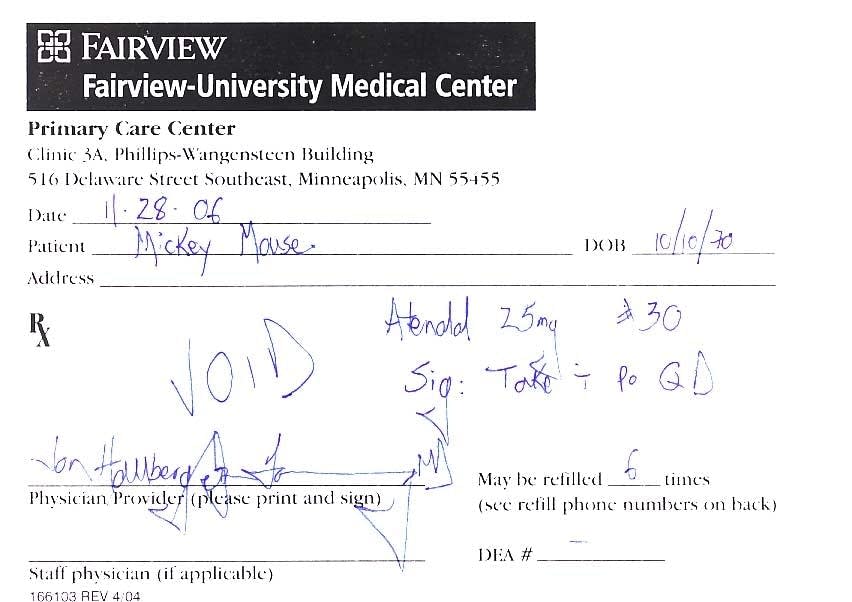 FAIRVIEW
Fairview-University Medical Center
Primary Care Center
Clinic 3A, Phillips-Wangensteen Building
516 Delaware Street Southeast, Minneapolis, MN 55455
Date 11-28-06
Patient Mickey Mouse DOB 10/10/70
Address
Rx Atenolol 25mg #30
VOID Sig: Take ÷ po QD
Jon Hallberg MD
Physician/Provider (please print and sign)
May be refilled 6 times
(see refill phone numbers on back)
DEA # –
Staff physician (if applicable)
166103 REV 4/04